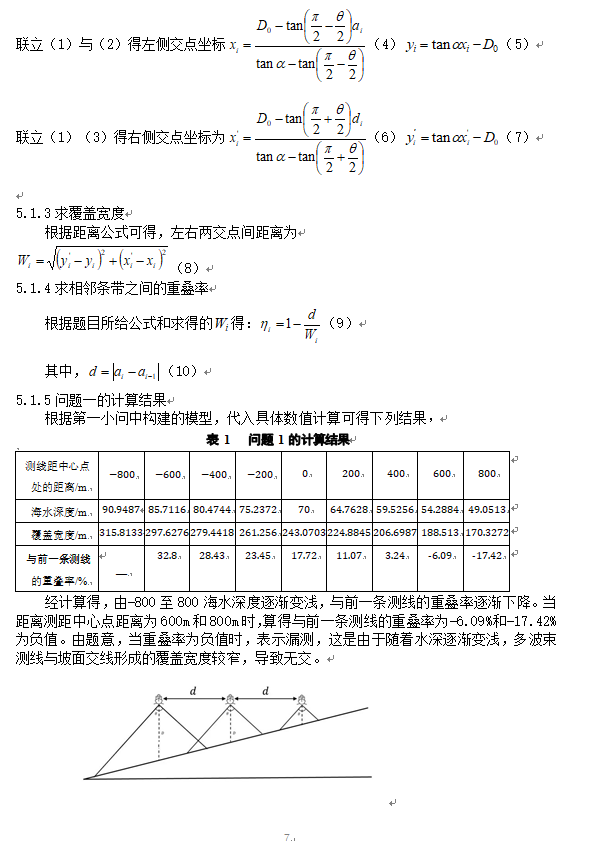 联立（1）与（2）得左侧交点坐标 x_i = \frac{D_0 - \tan\left(\frac{\pi}{2} - \frac{\theta}{2}\right) a_i}{\tan\alpha - \tan\left(\frac{\pi}{2} - \frac{\theta}{2}\right)}（4） y_i = \tan\alpha x_i - D_0（5）
联立（1）（3）得右侧交点坐标为 x_i^' = \frac{D_0 - \tan\left(\frac{\pi}{2} + \frac{\theta}{2}\right) d_i}{\tan\alpha - \tan\left(\frac{\pi}{2} + \frac{\theta}{2}\right)}（6） y_i^' = \tan\alpha x_i^' - D_0（7）
5.1.3 求覆盖宽度
根据距离公式可得，左右两交点间距离为
W_i = \sqrt{(y_i^' - y_i)^2 + (x_i^' - x_i)^2}（8）
5.1.4 求相邻条带之间的重叠率
根据题目所给公式和求得的W_i得：η_i = 1 - \frac{d}{W_i}（9）
其中，d = |a_i - a_{i-1}|（10）
5.1.5 问题一的计算结果
根据第一小问中构建的模型，代入具体数值计算可得下列结果，
表 1 问题 1 的计算结果
测线距中心点处的距离/m −800 −600 −400 −200 0 200 400 600 800
海水深度/m 90.9487 85.7116 80.4744 75.2372 70 64.7628 59.5256 54.2884 49.0513
覆盖宽度/m 315.8133 297.6276 279.4418 261.256 243.0703 224.8845 206.6987 188.513 170.3272
与前一条测线的重叠率/% — 32.8 28.43 23.45 17.72 11.07 3.24 -6.09 -17.42
经计算得，由-800 至 800 海水深度逐渐变浅，与前一条测线的重叠率逐渐下降。当
距离测距中心点距离为 600m 和 800m 时，算得与前一条测线的重叠率为-6.09%和-17.42%
为负值。由题意，当重叠率为负值时，表示漏测，这是由于随着水深逐渐变浅，多波束
测线与坡面交线形成的覆盖宽度较窄，导致无交。
d d
7